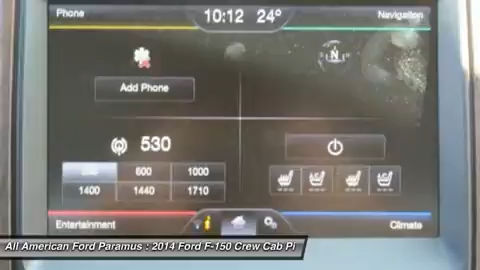 Phone
10:12 24°
Navigation
N
Add Phone
530
600 1000
1400 1440 1710
Entertainment
Climate
All American Ford Paramus : 2014 Ford F-150 Crew Cab Pi